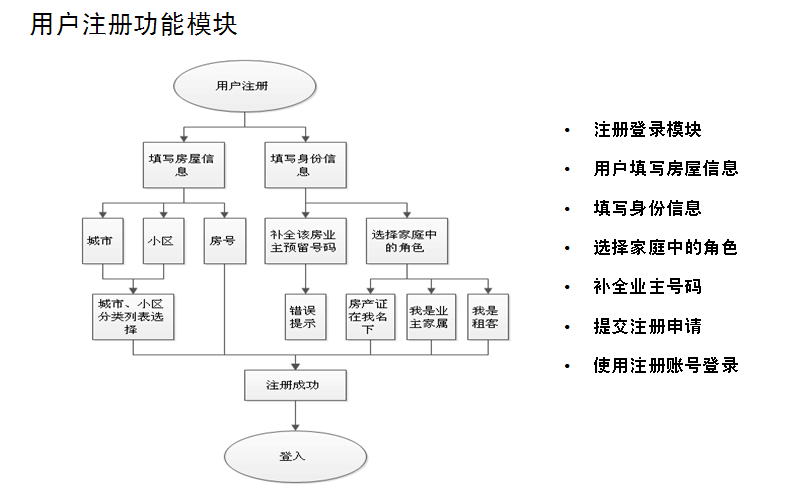 用户注册功能模块
用户注册
填写房屋信
息
填写身份信
息
城市
小区
房号
补全该房业
主预留号码
选择家庭中
的角色
城市、小区
分类列表选
择
错误
提示
房产证
在我名
下
我是业
主家属
我是
租客
注册成功
登入
• 注册登录模块
• 用户填写房屋信息
• 填写身份信息
• 选择家庭中的角色
• 补全业主号码
• 提交注册申请
• 使用注册账号登录